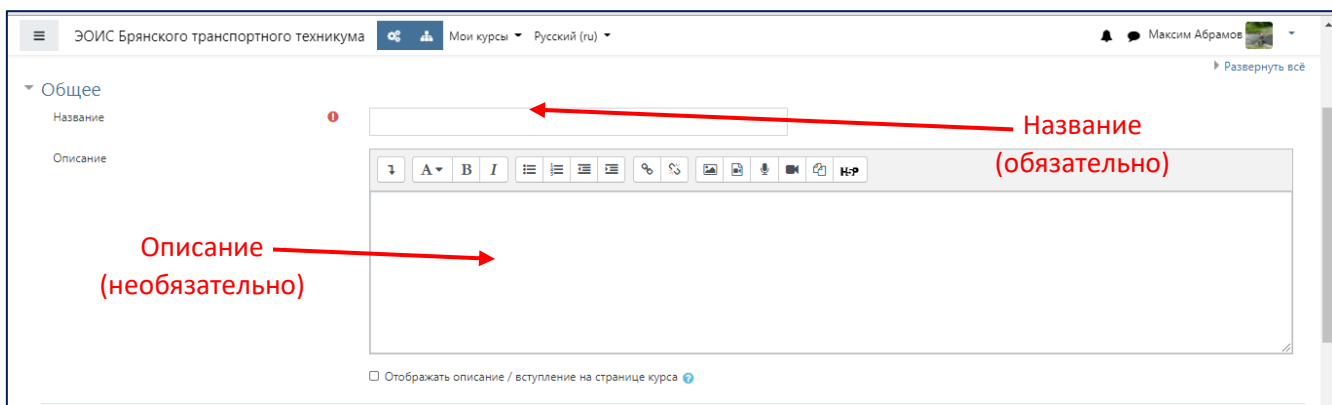 ЭОИС Брянского транспортного техникума Мои курсы Русский (ru) Максим Абрамов
Развернуть всё
Общее
Название
Название
(обязательно)
Описание
A B I H5P
Описание
(необязательно)
Отображать описание / вступление на странице курса